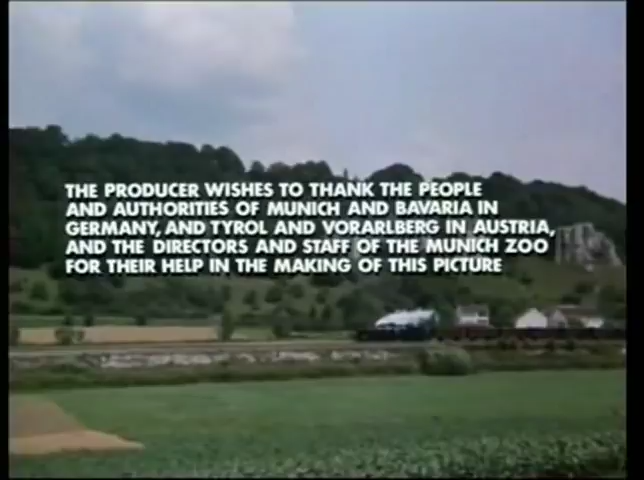 THE PRODUCER WISHES TO THANK THE PEOPLE
AND AUTHORITIES OF MUNICH AND BAVARIA IN
GERMANY, AND TYROL AND VORARLBERG IN AUSTRIA,
AND THE DIRECTORS AND STAFF OF THE MUNICH ZOO
FOR THEIR HELP IN THE MAKING OF THIS PICTURE